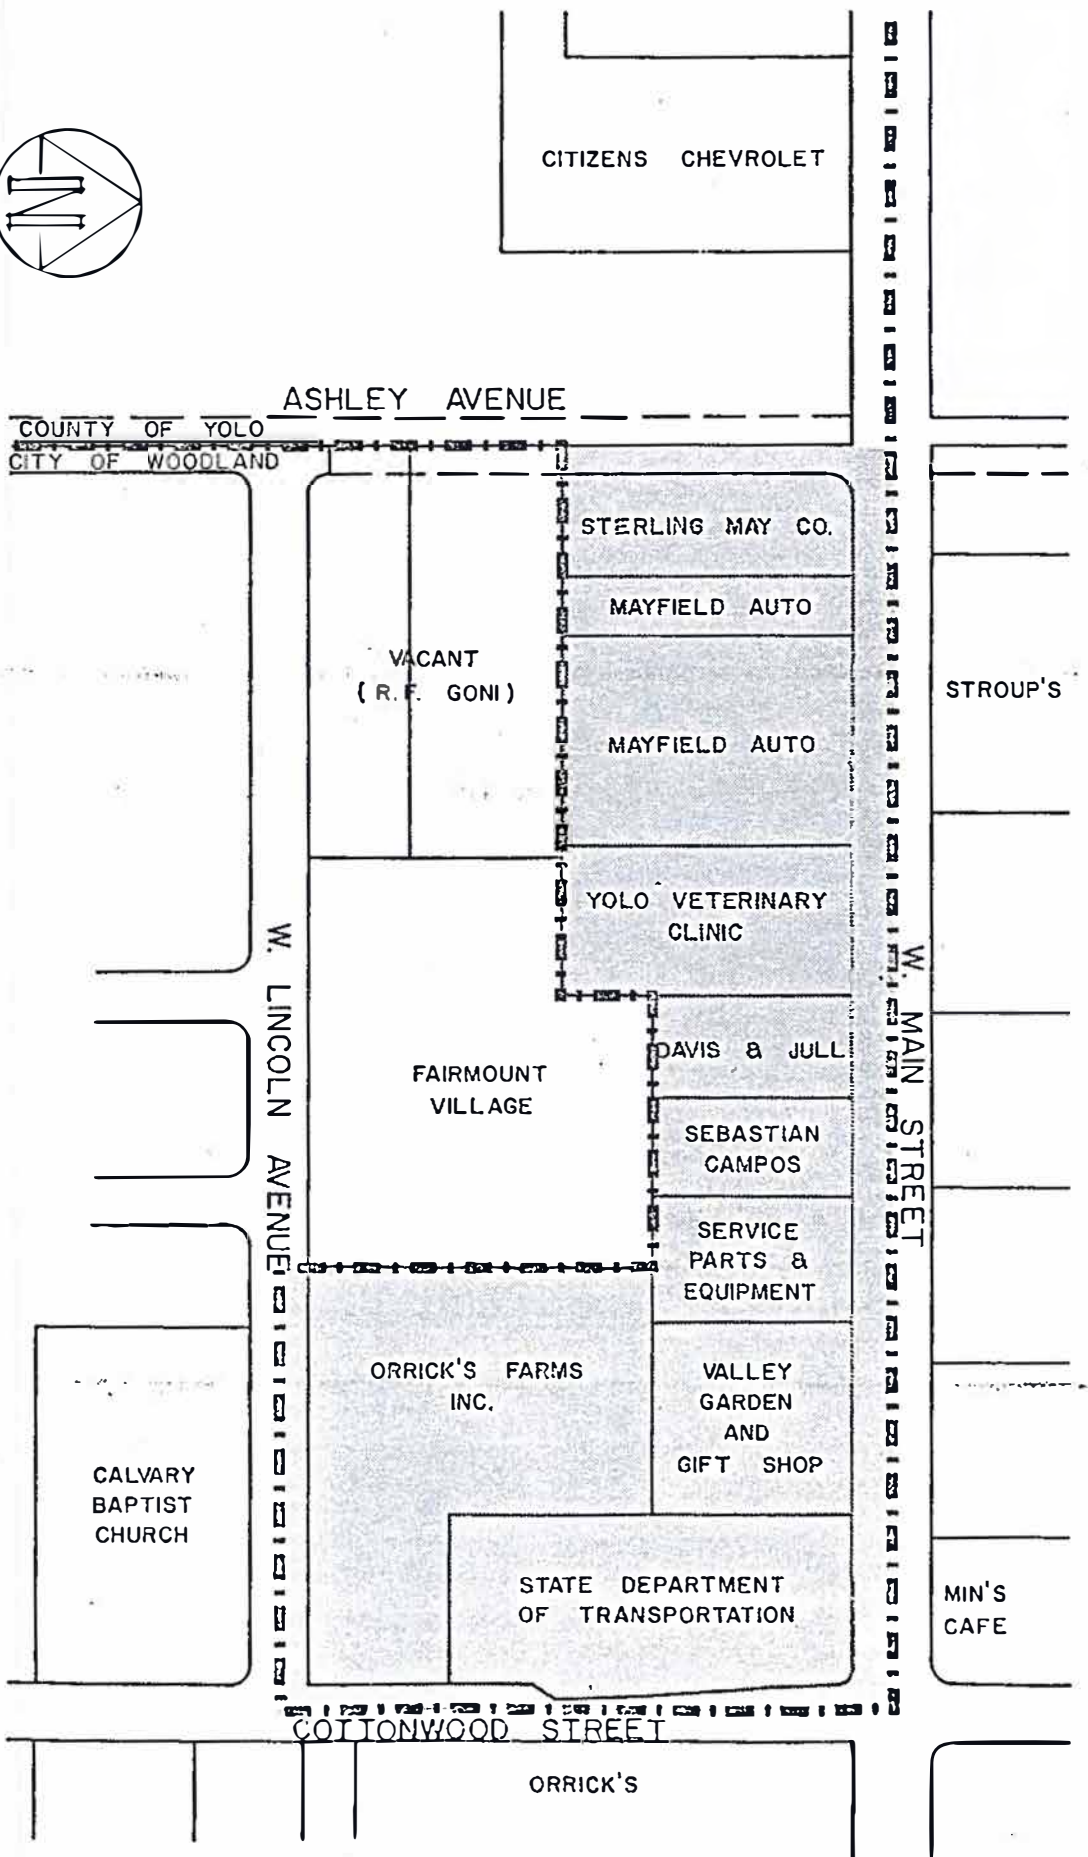 CITIZENS CHEVROLET
N
ASHLEY AVENUE
COUNTY OF YOLO
CITY OF WOODLAND
STERLING MAY CO.
MAYFIELD AUTO
VACANT
(R.F. GONI)
STROUP'S
MAYFIELD AUTO
YOLO VETERINARY
CLINIC
W. LINCOLN AVENUE
W. MAIN STREET
DAVIS & JULL
FAIRMOUNT
VILLAGE
SEBASTIAN
CAMPOS
SERVICE
PARTS &
EQUIPMENT
ORRICK'S FARMS
INC.
VALLEY
GARDEN
AND
GIFT SHOP
CALVARY
BAPTIST
CHURCH
STATE DEPARTMENT
OF TRANSPORTATION
MIN'S
CAFE
COTTONWOOD STREET
ORRICK'S